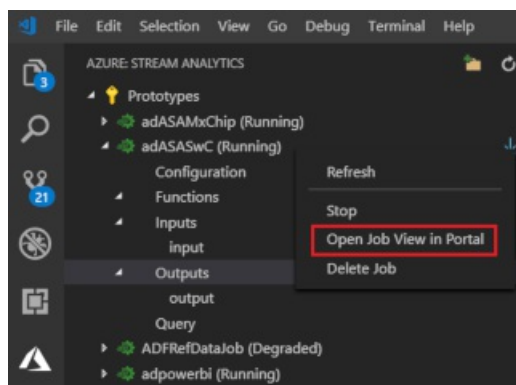 File Edit Selection View Go Debug Terminal Help
AZURE: STREAM ANALYTICS
3
Prototypes
adASAMxChip (Running)
adASASwC (Running)
Configuration
Refresh
21
Functions
Stop
Inputs
Open Job View in Portal
input
Delete Job
Outputs
output
Query
ADFRefDataJob (Degraded)
adpowerbi (Running)